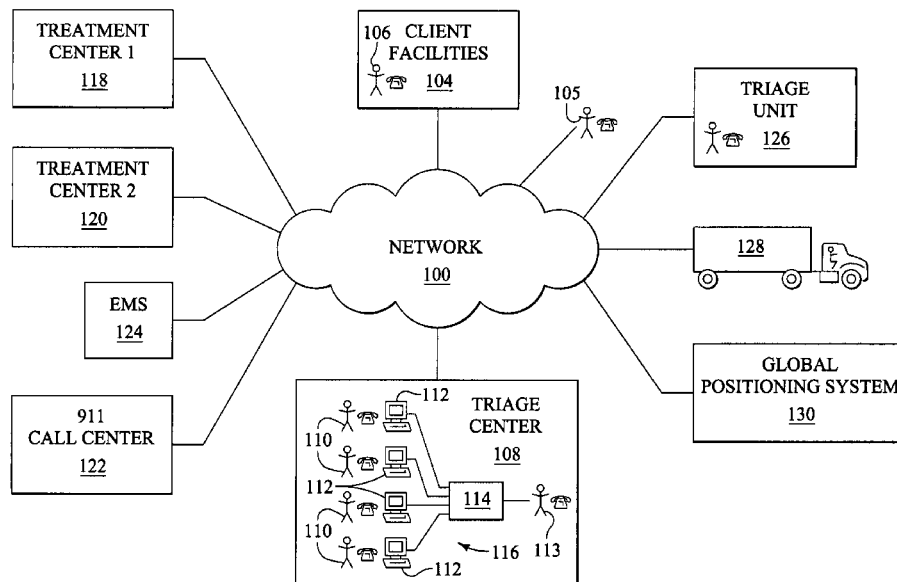 TREATMENT
CENTER 1
118
TREATMENT
CENTER 2
120
EMS
124
911
CALL CENTER
122
106
CLIENT
FACILITIES
104
105
TRIAGE
UNIT
126
NETWORK
100
128
GLOBAL
POSITIONING SYSTEM
130
112
TRIAGE
CENTER
108
110
112
114
110
116
113
112